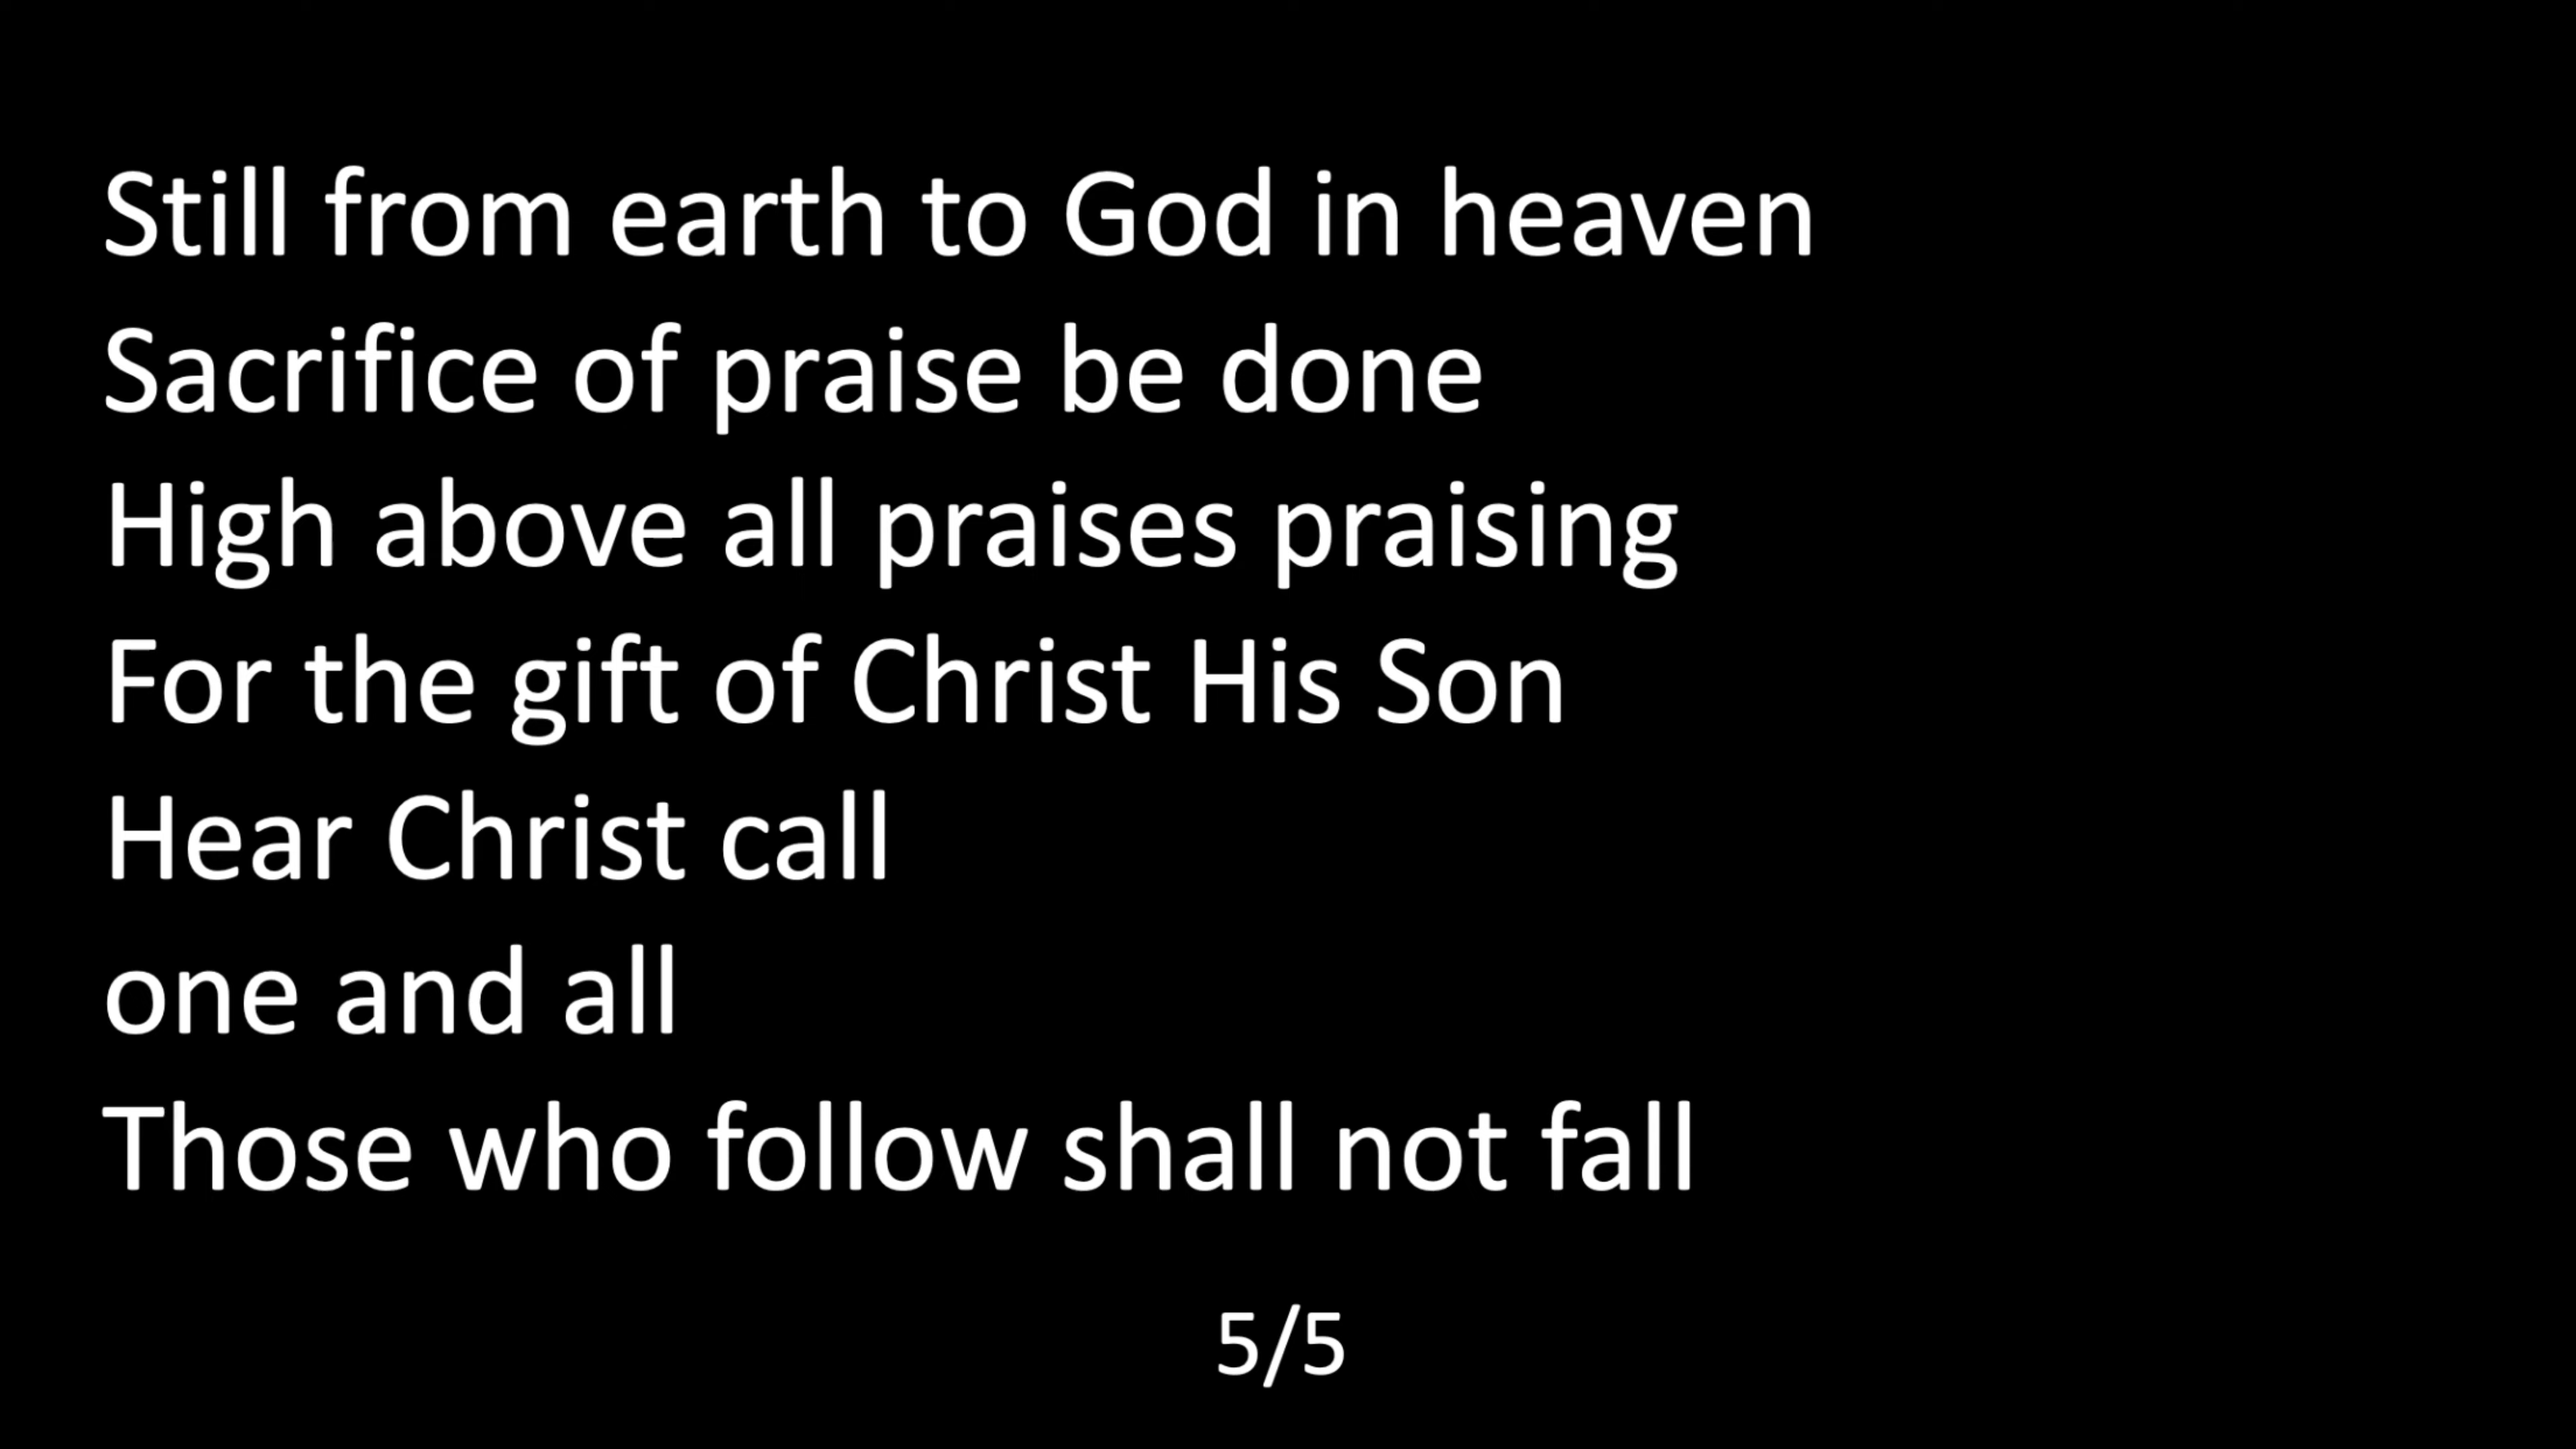 Still from earth to God in heaven
Sacrifice of praise be done
High above all praises praising
For the gift of Christ His Son
Hear Christ call
one and all
Those who follow shall not fall
5/5